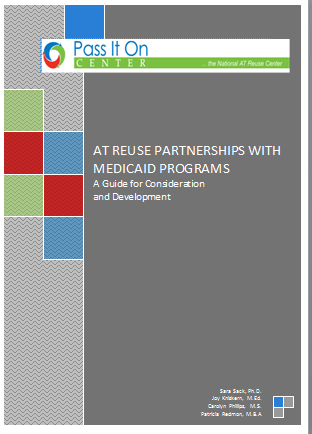 Pass It On
CENTER
... the National AT Reuse Center
AT REUSE PARTNERSHIPS WITH
MEDICAID PROGRAMS
A Guide for Consideration
and Development
Sara Sack, Ph.D.
Joy Kniskern, M.Ed.
Carolyn Phillips, M.S.
Patricia Redmon, M.B.A